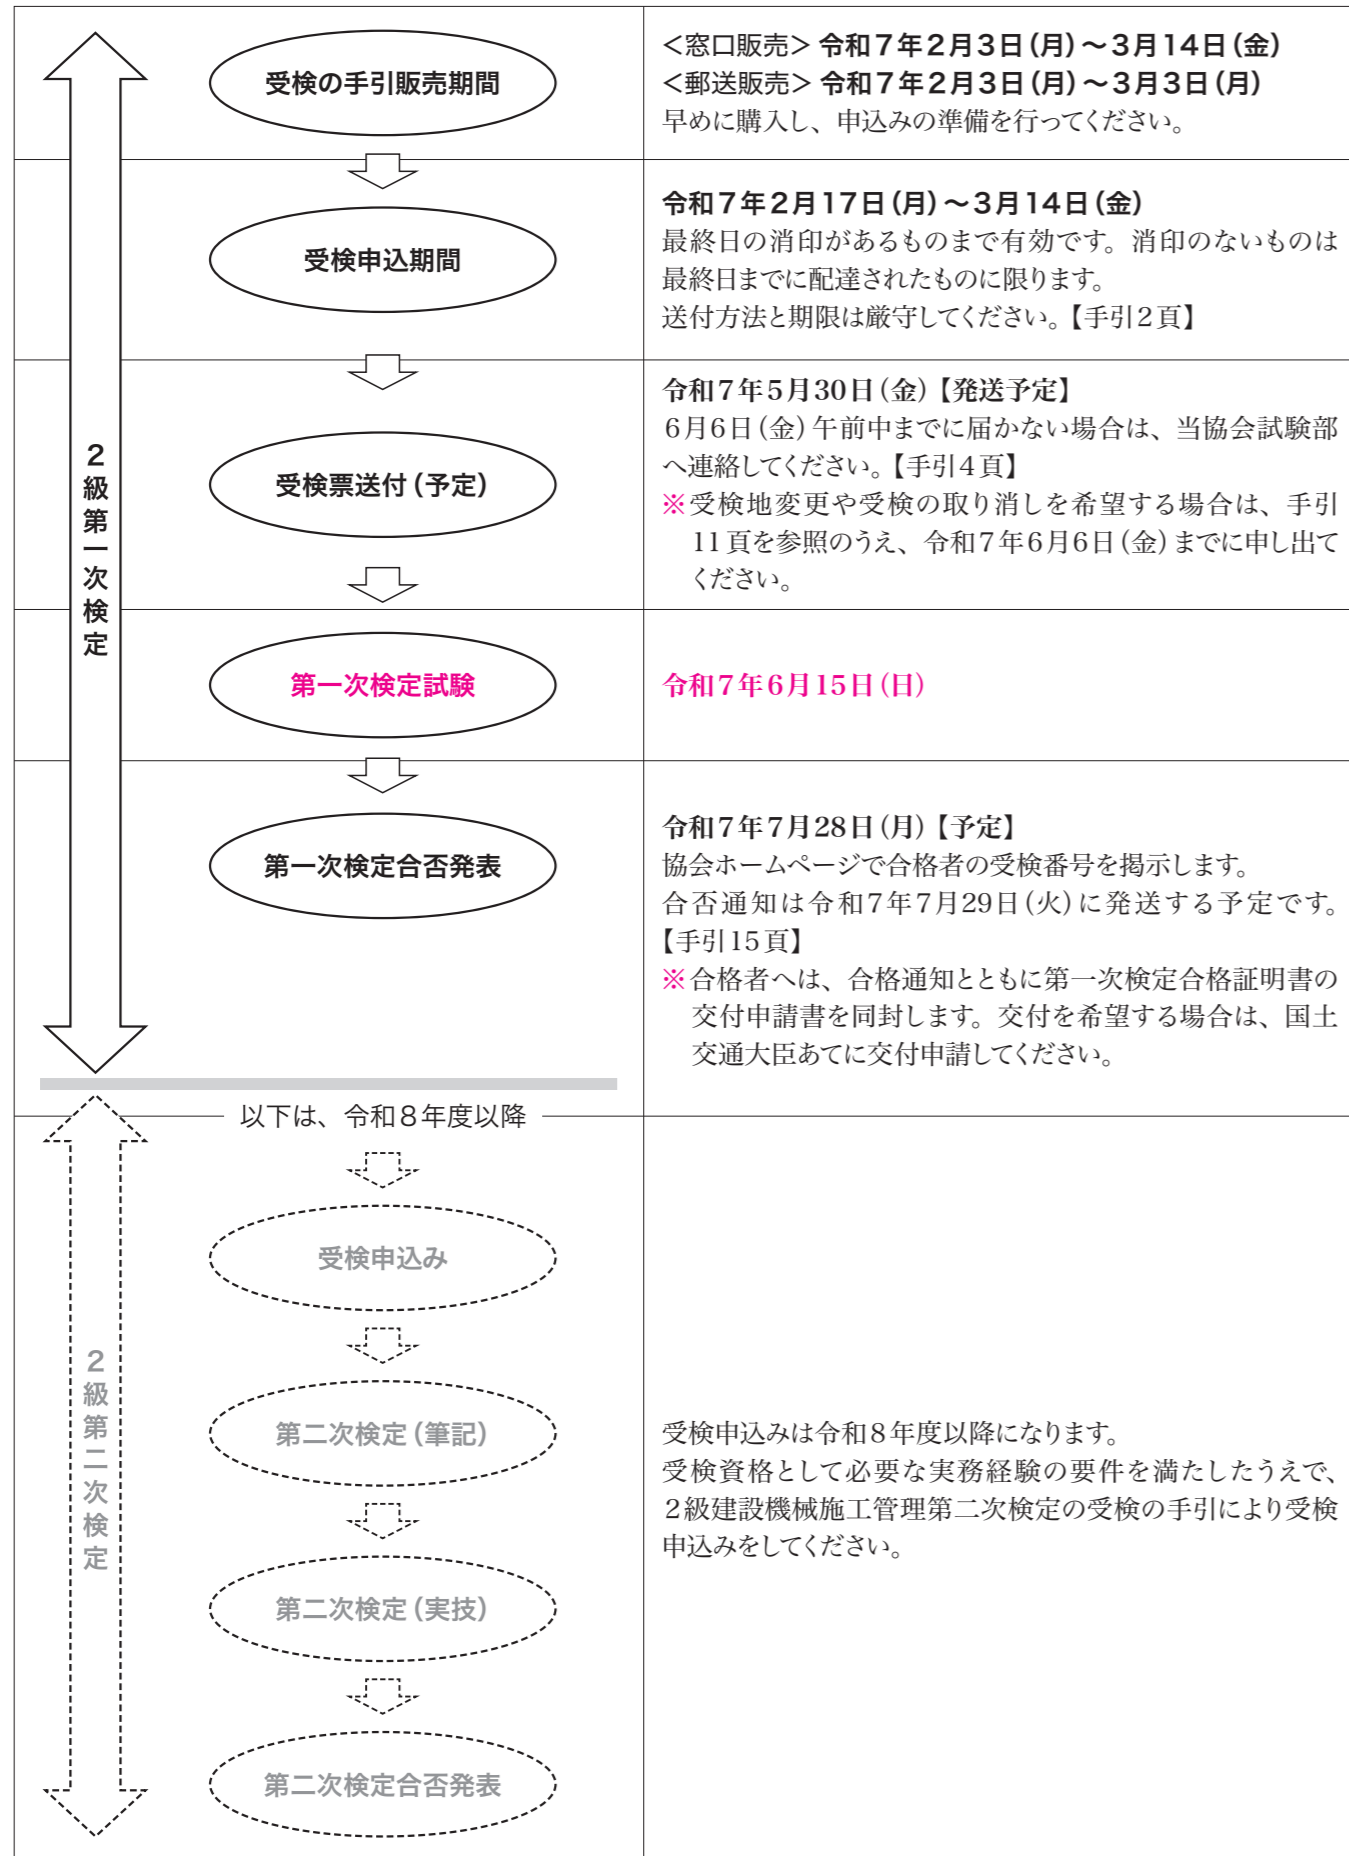 受検の手引販売期間
＜窓口販売＞令和７年２月３日（月）～３月14日（金）
＜郵送販売＞令和７年２月３日（月）～３月３日（月）
早めに購入し、申込みの準備を行ってください。
受検申込期間
令和７年２月17日（月）～３月14日（金）
最終日の消印があるものまで有効です。消印のないものは
最終日までに配達されたものに限ります。
送付方法と期限は厳守してください。【手引２頁】
２級第一次検定
受検票送付（予定）
令和７年５月30日（金）【発送予定】
６月６日（金）午前中までに届かない場合は、当協会試験部
へ連絡してください。【手引４頁】
※受検地変更や受検の取り消しを希望する場合は、手引
11頁を参照のうえ、令和７年６月６日（金）までに申し出て
ください。
第一次検定試験
令和７年６月15日（日）
第一次検定合否発表
令和７年７月28日（月）【予定】
協会ホームページで合格者の受検番号を掲示します。
合否通知は令和7年7月29日（火）に発送する予定です。
【手引15頁】
※合格者へは、合格通知とともに第一次検定合格証明書の
交付申請書を同封します。交付を希望する場合は、国土
交通大臣あてに交付申請してください。
以下は、令和８年度以降
２級第二次検定
受検申込み
第二次検定（筆記）
第二次検定（実技）
第二次検定合否発表
受検申込みは令和８年度以降になります。
受検資格として必要な実務経験の要件を満たしたうえで、
２級建設機械施工管理第二次検定の受検の手引により受検
申込みをしてください。